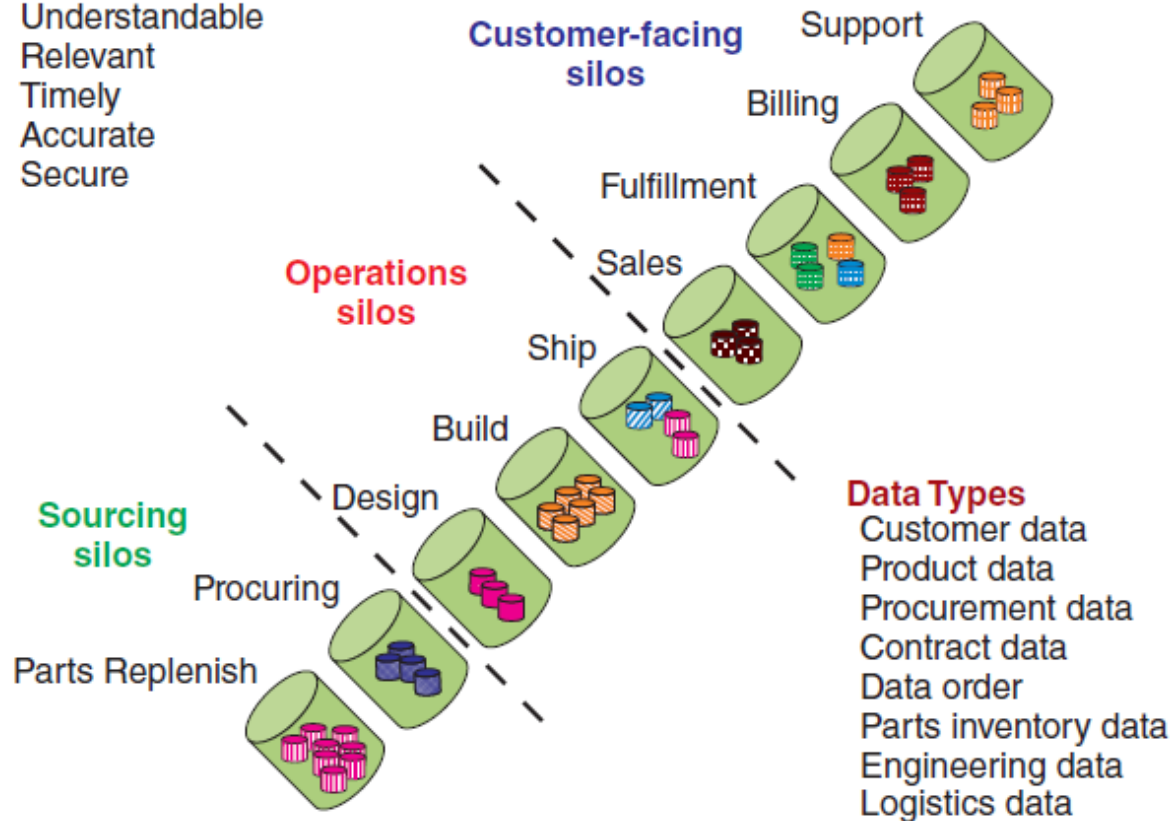 Understandable
Relevant
Timely
Accurate
Secure
Customer-facing
silos
Support
Billing
Fulfillment
Operations
silos
Sales
Ship
Build
Sourcing
silos
Design
Procuring
Parts Replenish
Data Types
Customer data
Product data
Procurement data
Contract data
Data order
Parts inventory data
Engineering data
Logistics data